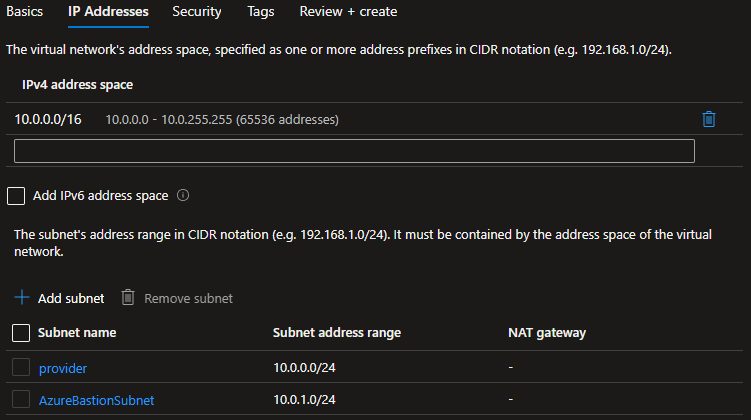 Basics IP Addresses Security Tags Review + create
The virtual network's address space, specified as one or more address prefixes in CIDR notation (e.g. 192.168.1.0/24).
IPv4 address space
10.0.0.0/16 10.0.0.0 - 10.0.255.255 (65536 addresses)
Add IPv6 address space
The subnet's address range in CIDR notation (e.g. 192.168.1.0/24). It must be contained by the address space of the virtual
network.
+ Add subnet Remove subnet
Subnet name Subnet address range NAT gateway
provider 10.0.0.0/24 -
AzureBastionSubnet 10.0.1.0/24 -